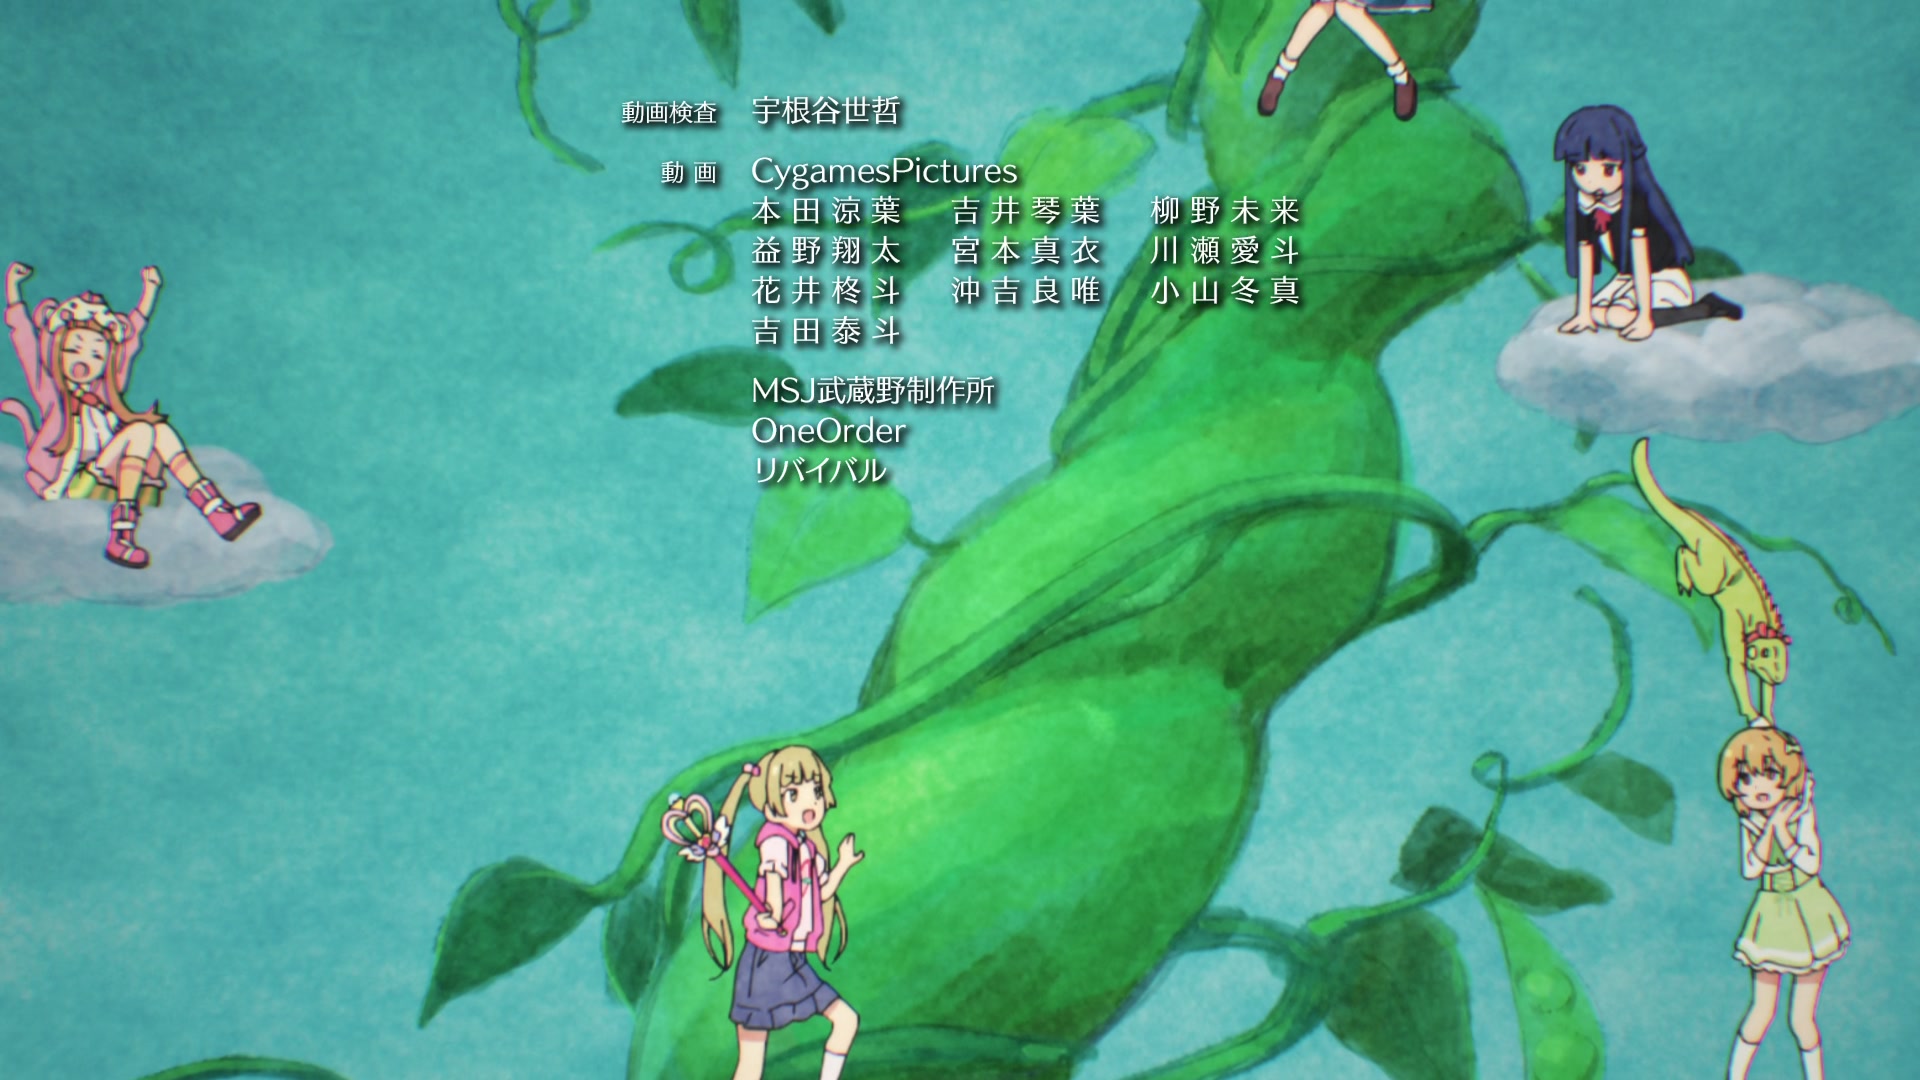 動画検査 宇根谷世哲
動画 CygamesPictures
本田涼葉 吉井琴葉 柳野未来
益野翔太 宮本真衣 川瀬愛斗
花井柊斗 沖吉良唯 小山冬真
吉田泰斗
MSJ武蔵野制作所
OneOrder
リバイバル